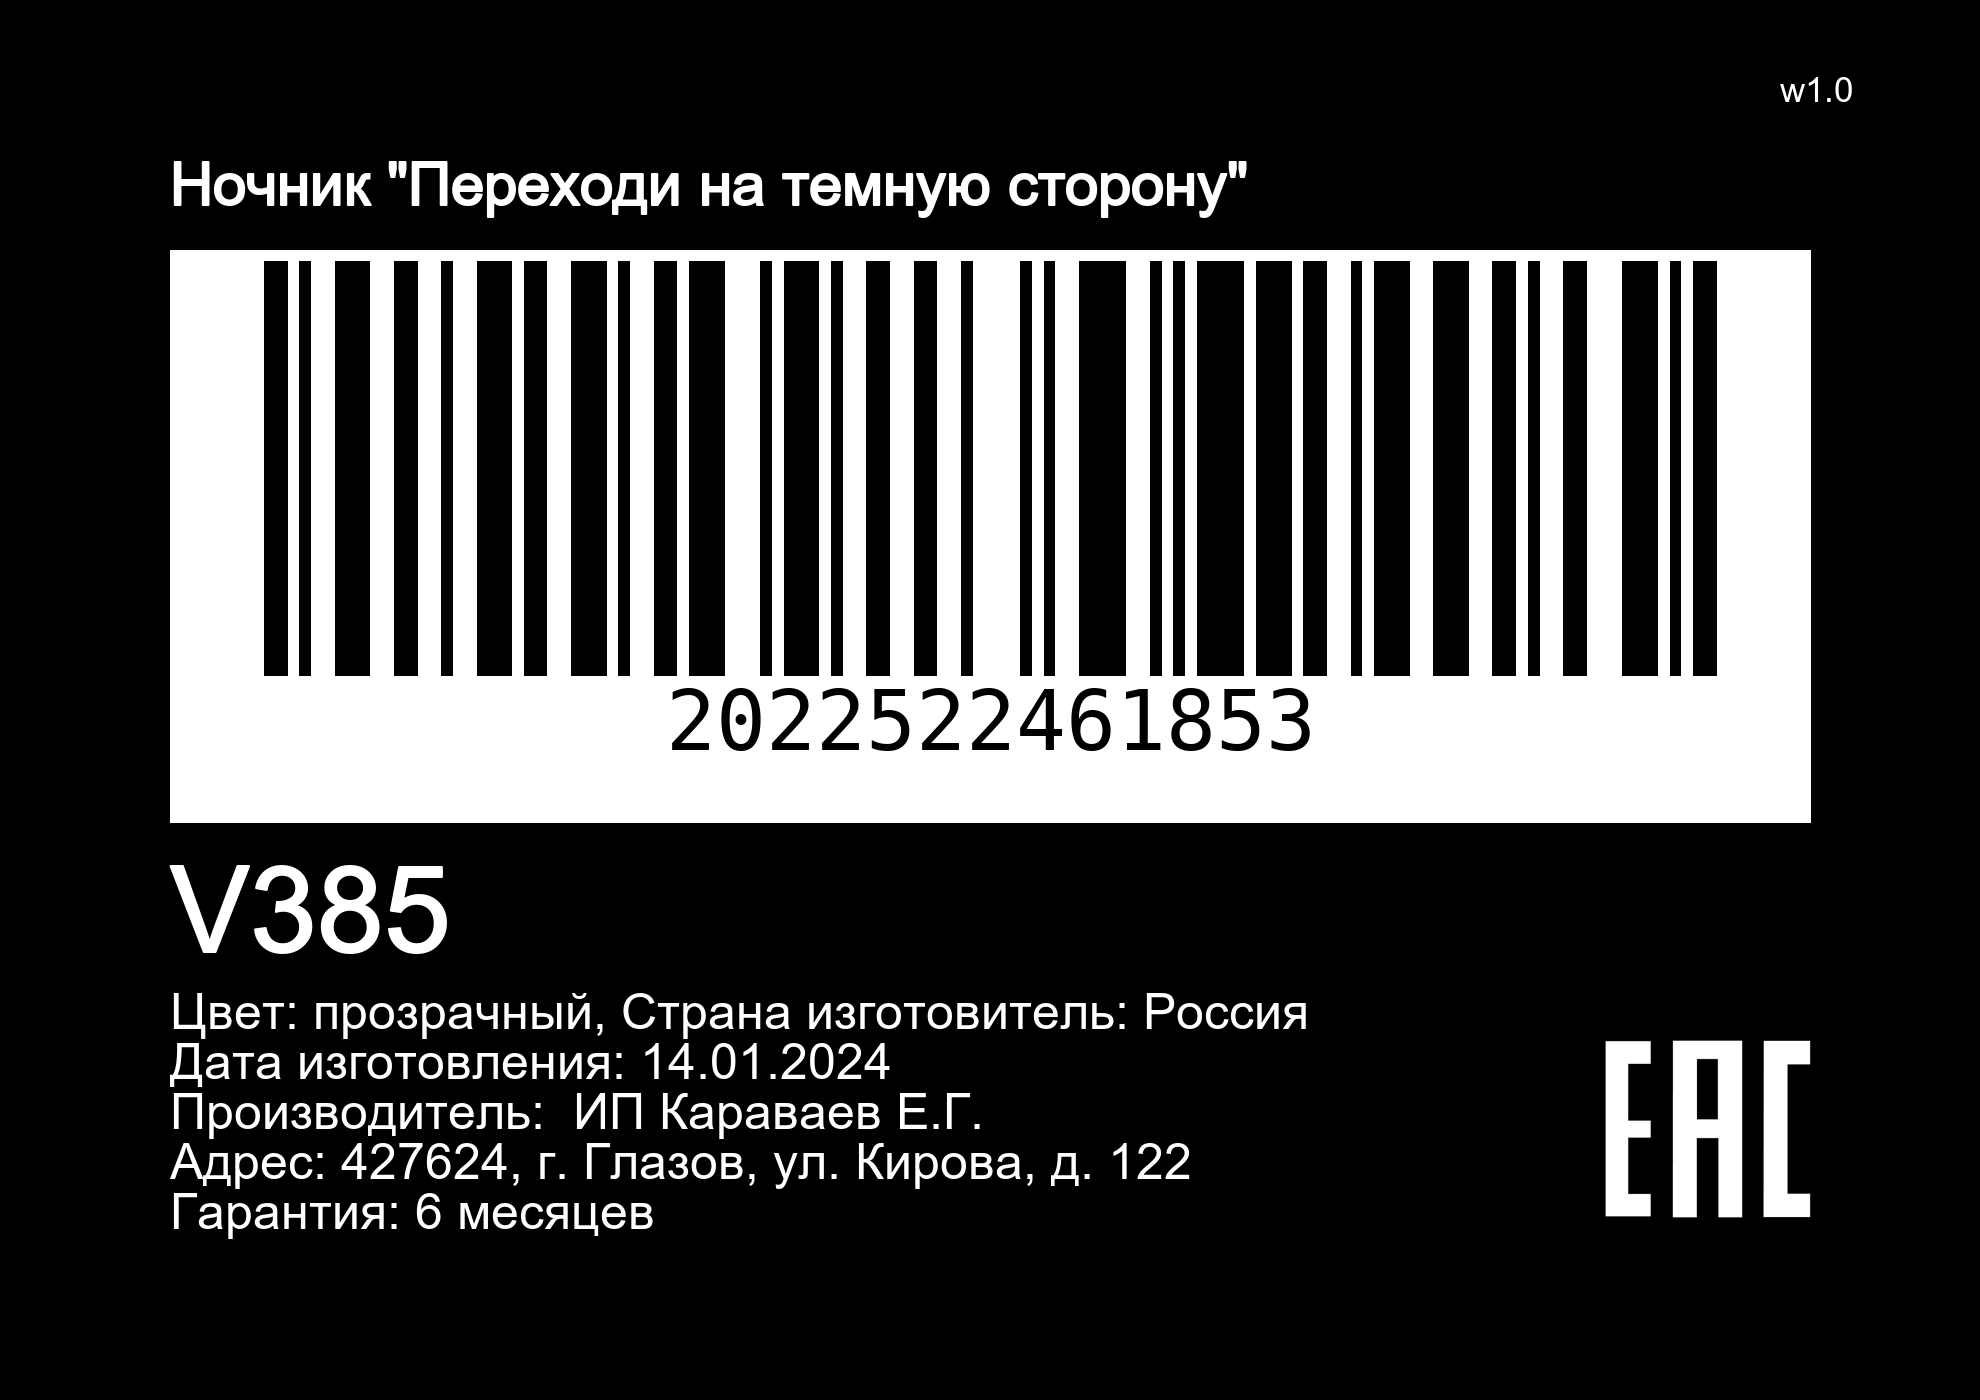 w1.0
Ночник "Переходи на темную сторону"
2022522461853
V385
Цвет: прозрачный, Страна изготовитель: Россия
Дата изготовления: 14.01.2024
Производитель:  ИП Караваев Е.Г.
Адрес: 427624, г. Глазов, ул. Кирова, д. 122
Гарантия: 6 месяцев
EAC